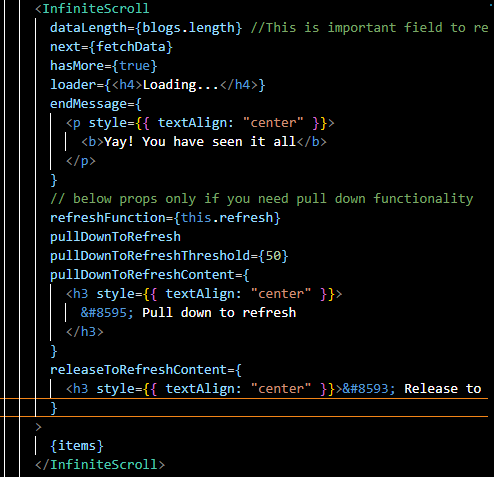 <InfiniteScroll
dataLength={blogs.length} //This is important field to re
next={fetchData}
hasMore={true}
loader={<h4>Loading...</h4>}
endMessage={
<p style={{ textAlign: "center" }}>
<b>Yay! You have seen it all</b>
</p>
}
// below props only if you need pull down functionality
refreshFunction={this.refresh}
pullDownToRefresh
pullDownToRefreshThreshold={50}
pullDownToRefreshContent={
<h3 style={{ textAlign: "center" }}>
&#8595; Pull down to refresh
</h3>
}
releaseToRefreshContent={
<h3 style={{ textAlign: "center" }}>&#8593; Release to
}
>
{items}
</InfiniteScroll>